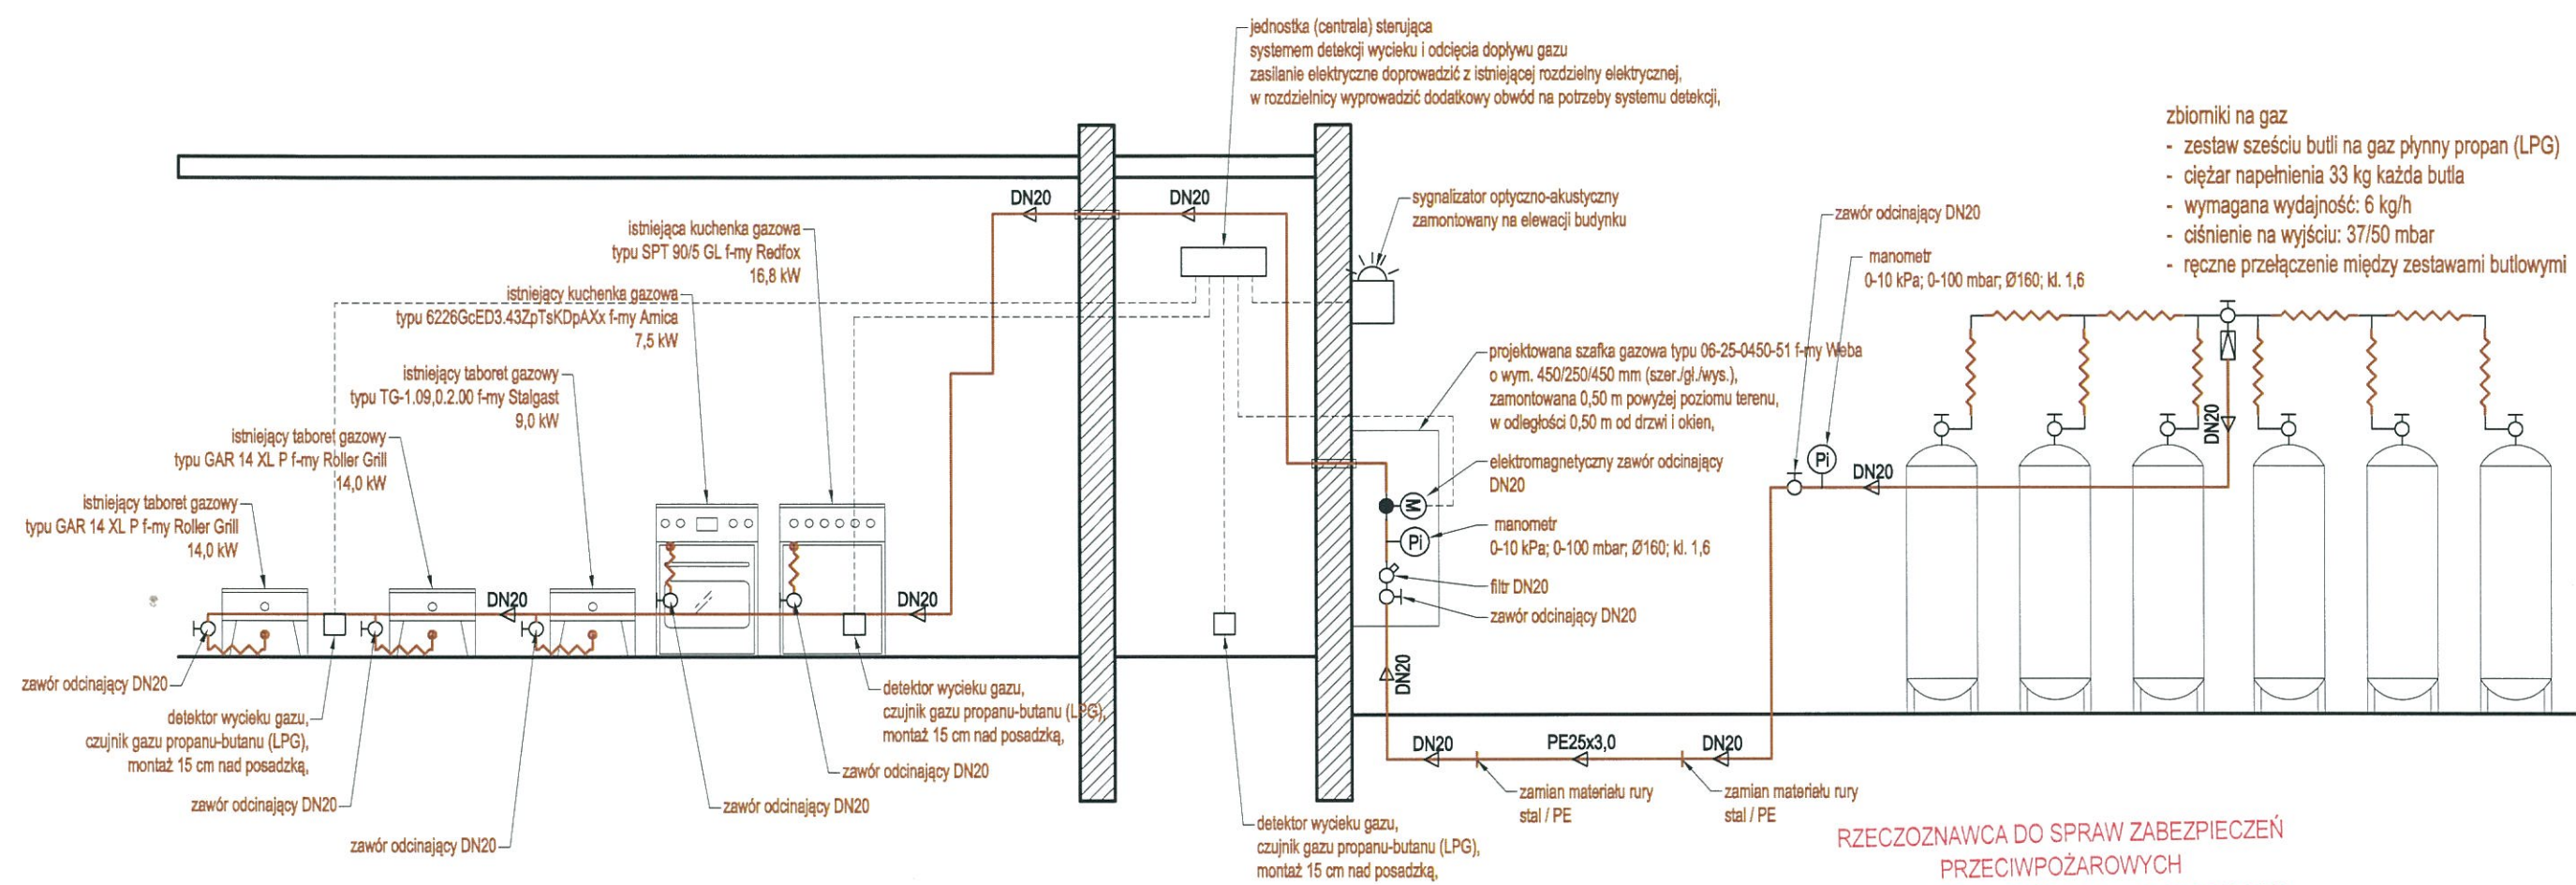 jednostka (centrala) sterująca
systemem detekcji wycieku i odcięcia dopływu gazu
zasilanie elektryczne doprowadzić z istniejącej rozdzielny elektrycznej,
w rozdzielnicy wyprowadzić dodatkowy obwód na potrzeby systemu detekcji,
zbiorniki na gaz
- zestaw sześciu butli na gaz płynny propan (LPG)
- ciężar napełnienia 33 kg każda butla
- wymagana wydajność: 6 kg/h
- ciśnienie na wyjściu: 37/50 mbar
- ręczne przełączenie między zestawami butlowymi
DN20
DN20
sygnalizator optyczno-akustyczny
zamontowany na elewacji budynku
zawór odcinający DN20
manometr
0-10 kPa; 0-100 mbar; Ø160; kl. 1,6
istniejąca kuchenka gazowa
typu SPT 90/5 GL f-my Redfox
16,8 kW
istniejący kuchenka gazowa
typu 6226GcED3.43ZpTsKDpAXx f-my Amica
7,5 kW
istniejący taboret gazowy
typu TG-1.09,0.2.00 f-my Stalgast
9,0 kW
istniejący taboret gazowy
typu GAR 14 XL P f-my Roller Grill
14,0 kW
istniejący taboret gazowy
typu GAR 14 XL P f-my Roller Grill
14,0 kW
projektowana szafka gazowa typu 06-25-0450-51 f-my Weba
o wym. 450/250/450 mm (szer./gł./wys.),
zamontowana 0,50 m powyżej poziomu terenu,
w odległości 0,50 m od drzwi i okien,
elektromagnetyczny zawór odcinający
DN20
M
manometr
0-10 kPa; 0-100 mbar; Ø160; kl. 1,6
Pi
filtr DN20
zawór odcinający DN20
Pi
DN20
DN20
DN20
DN20
DN20
zawór odcinający DN20
detektor wycieku gazu,
czujnik gazu propanu-butanu (LPG),
montaż 15 cm nad posadzką,
zawór odcinający DN20
zawór odcinający DN20
detektor wycieku gazu,
czujnik gazu propanu-butanu (LPG),
montaż 15 cm nad posadzką,
zawór odcinający DN20
zawór odcinający DN20
DN20
PE25x3,0
DN20
zamian materiału rury
stal / PE
zamian materiału rury
stal / PE
detektor wycieku gazu,
czujnik gazu propanu-butanu (LPG),
montaż 15 cm nad posadzką,
RZECZOZNAWCA DO SPRAW ZABEZPIECZEŃ
PRZECIWPOŻAROWYCH